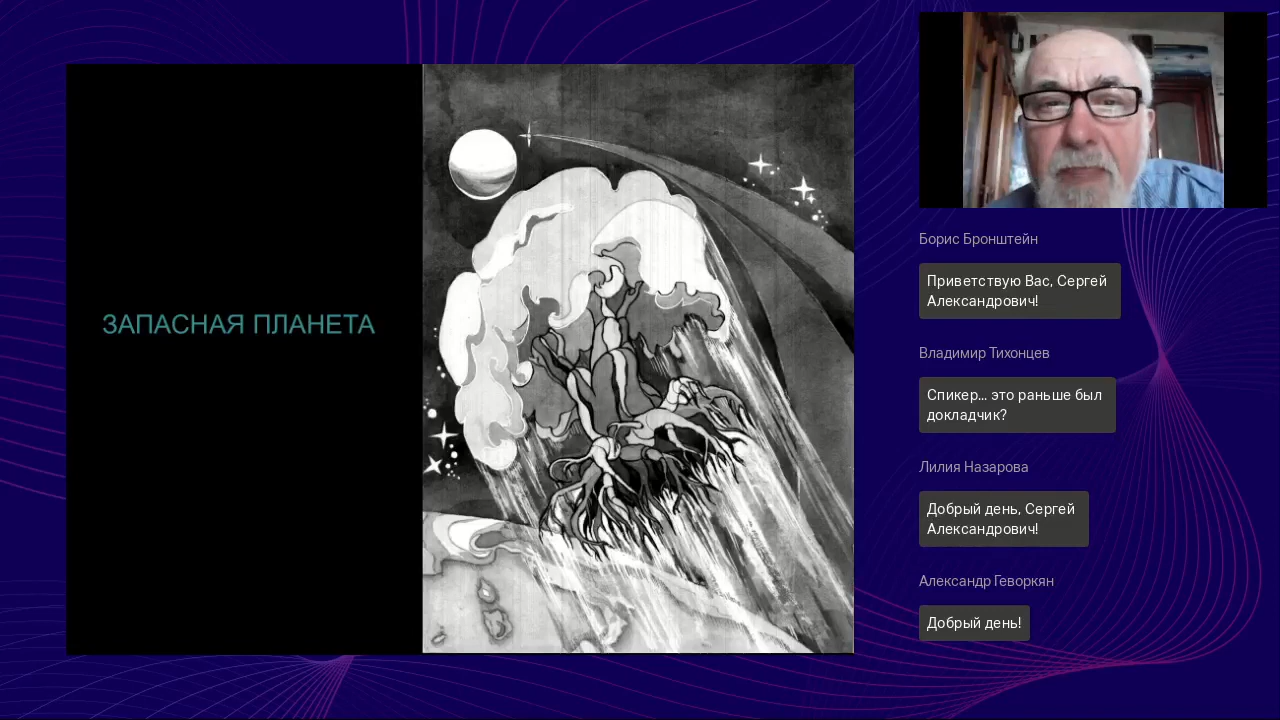 ЗАПАСНАЯ ПЛАНЕТА
Борис Бронштейн
Приветствую Вас, Сергей
Александрович!
Владимир Тихонцев
Спикер... это раньше был
докладчик?
Лилия Назарова
Добрый день, Сергей
Александрович!
Александр Геворкян
Добрый день!